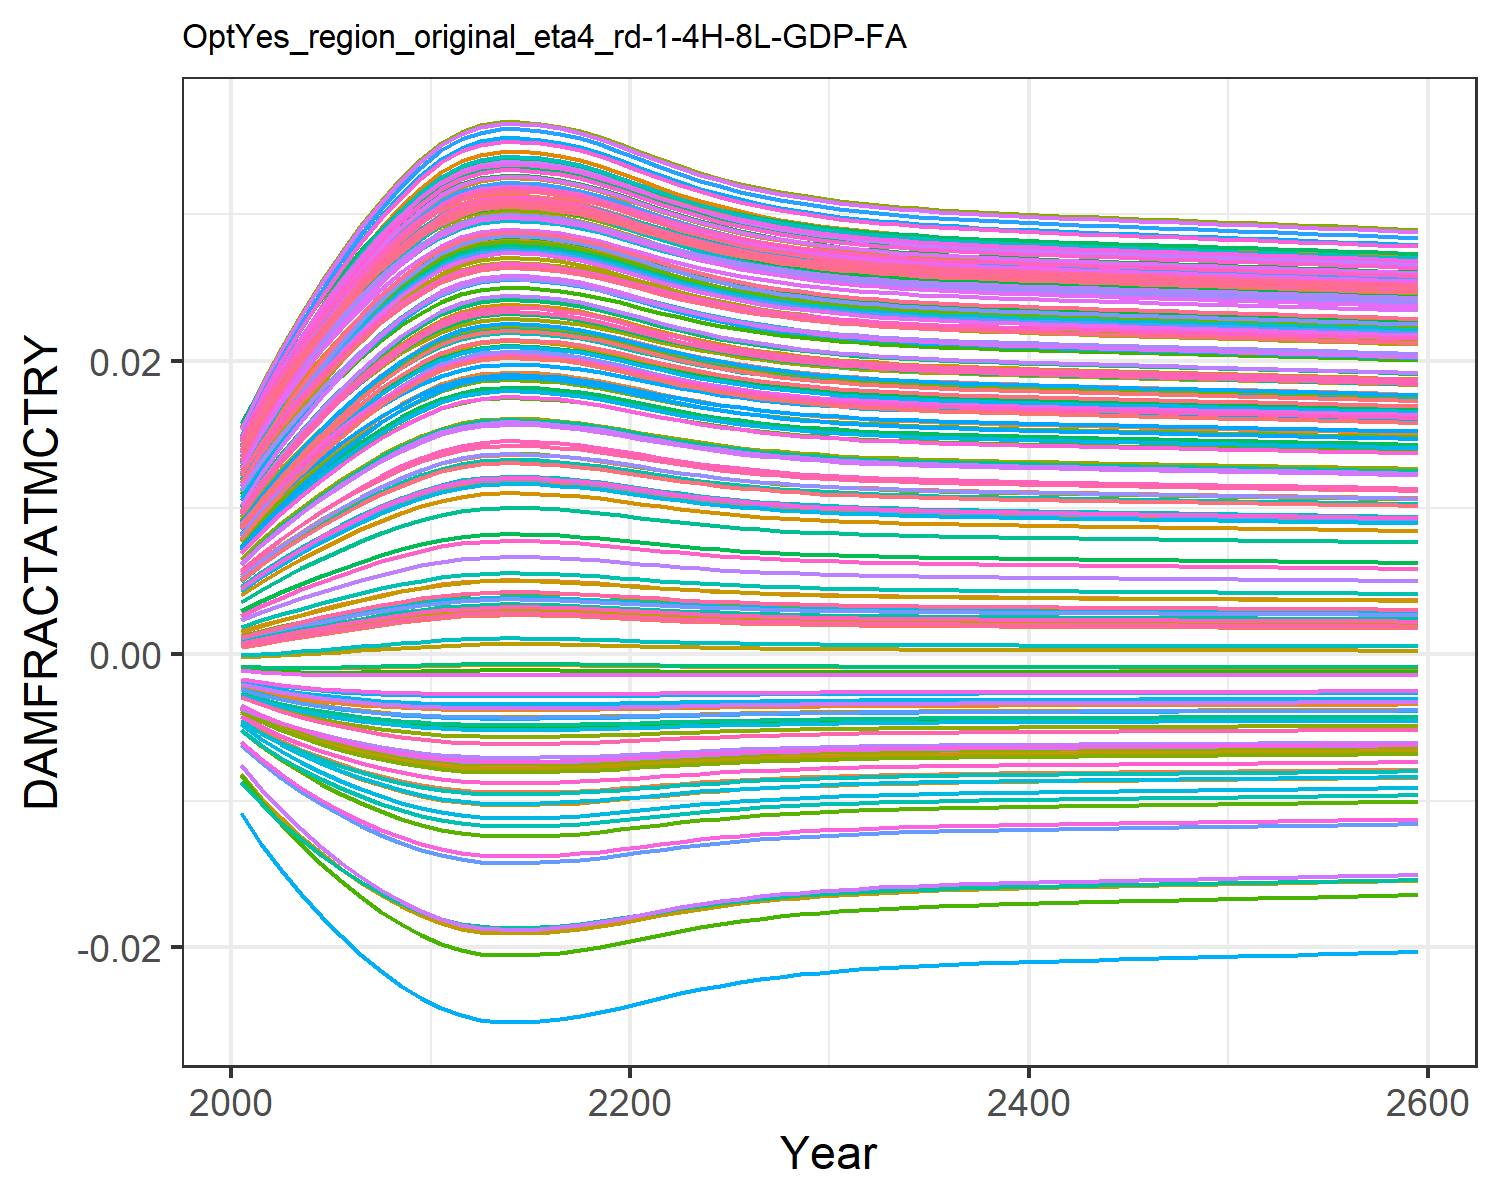 OptYes_region_original_eta4_rd-1-4H-8L-GDP-FA
DAMFRACTATMCTRY
0.02
0.00
-0.02
2000 2200 2400 2600
Year